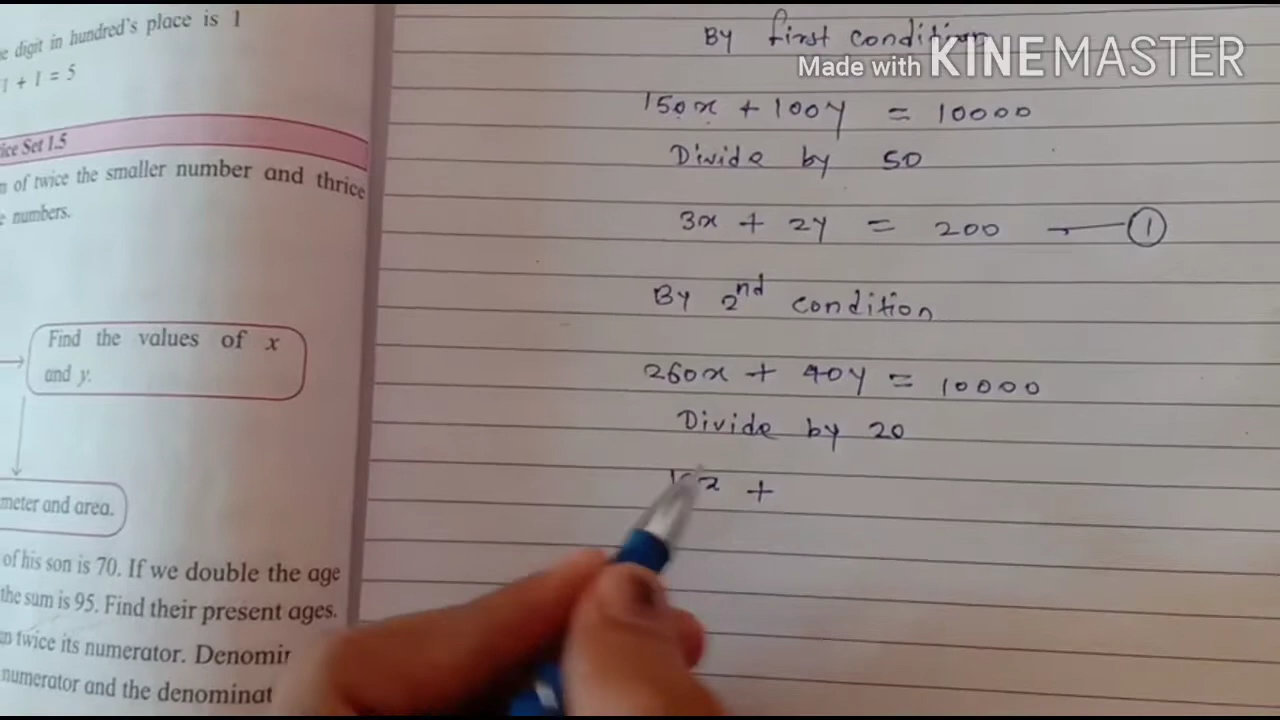 e digit in hundred's place is 1
1 + 1 = 5
ice Set 1.5
of twice the smaller number and thrice
numbers.
Find the values of x
and y.
meter and area.
of his son is 70. If we double the age
the sum is 95. Find their present ages.
twice its numerator. Denomin
numerator and the denominat
By first condition
Made with KINEMASTER
150x + 100y = 10000
Divide by 50
3x + 2y = 200 — 1
By 2nd condition
260x + 40y = 10000
Divide by 20
x +